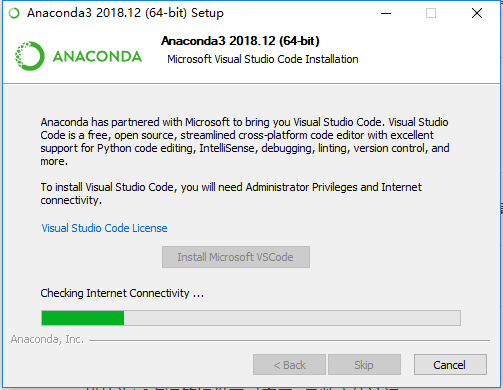 Anaconda3 2018.12 (64-bit) Setup
ANACONDA
Anaconda3 2018.12 (64-bit)
Microsoft Visual Studio Code Installation
Anaconda has partnered with Microsoft to bring you Visual Studio Code. Visual Studio
Code is a free, open source, streamlined cross-platform code editor with excellent
support for Python code editing, IntelliSense, debugging, linting, version control, and
more.
To install Visual Studio Code, you will need Administrator Privileges and Internet
connectivity.
Visual Studio Code License
Install Microsoft VSCode
Checking Internet Connectivity ...
Anaconda, Inc.
< Back
Skip
Cancel